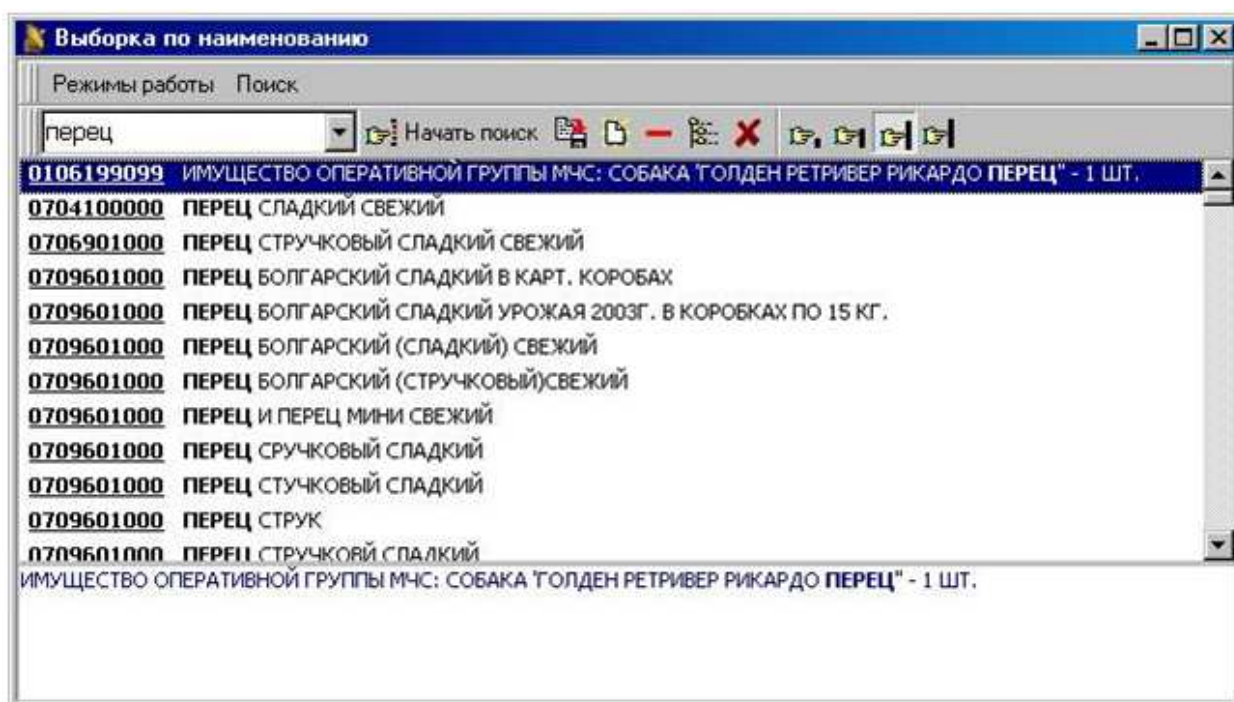 Выборка по наименованию
Режимы работы Поиск
перец Начать поиск
0106199099 ИМУЩЕСТВО ОПЕРАТИВНОЙ ГРУППЫ МЧС: СОБАКА "ГОЛДЕН РЕТРИВЕР РИКАРДО ПЕРЕЦ" - 1 ШТ.
0704100000 ПЕРЕЦ СЛАДКИЙ СВЕЖИЙ
0706901000 ПЕРЕЦ СТРУЧКОВЫЙ СЛАДКИЙ СВЕЖИЙ
0709601000 ПЕРЕЦ БОЛГАРСКИЙ СЛАДКИЙ В КАРТ. КОРОБАХ
0709601000 ПЕРЕЦ БОЛГАРСКИЙ СЛАДКИЙ УРОЖАЯ 2003Г. В КОРОБКАХ ПО 15 КГ.
0709601000 ПЕРЕЦ БОЛГАРСКИЙ (СЛАДКИЙ) СВЕЖИЙ
0709601000 ПЕРЕЦ БОЛГАРСКИЙ (СТРУЧКОВЫЙ)СВЕЖИЙ
0709601000 ПЕРЕЦ И ПЕРЕЦ МИНИ СВЕЖИЙ
0709601000 ПЕРЕЦ СРУЧКОВЫЙ СЛАДКИЙ
0709601000 ПЕРЕЦ СТУЧКОВЫЙ СЛАДКИЙ
0709601000 ПЕРЕЦ СТРУК
0709601000 ПЕРЕЦ СТРУЧКОВЙ СЛАДКИЙ
ИМУЩЕСТВО ОПЕРАТИВНОЙ ГРУППЫ МЧС: СОБАКА "ГОЛДЕН РЕТРИВЕР РИКАРДО ПЕРЕЦ" - 1 ШТ.